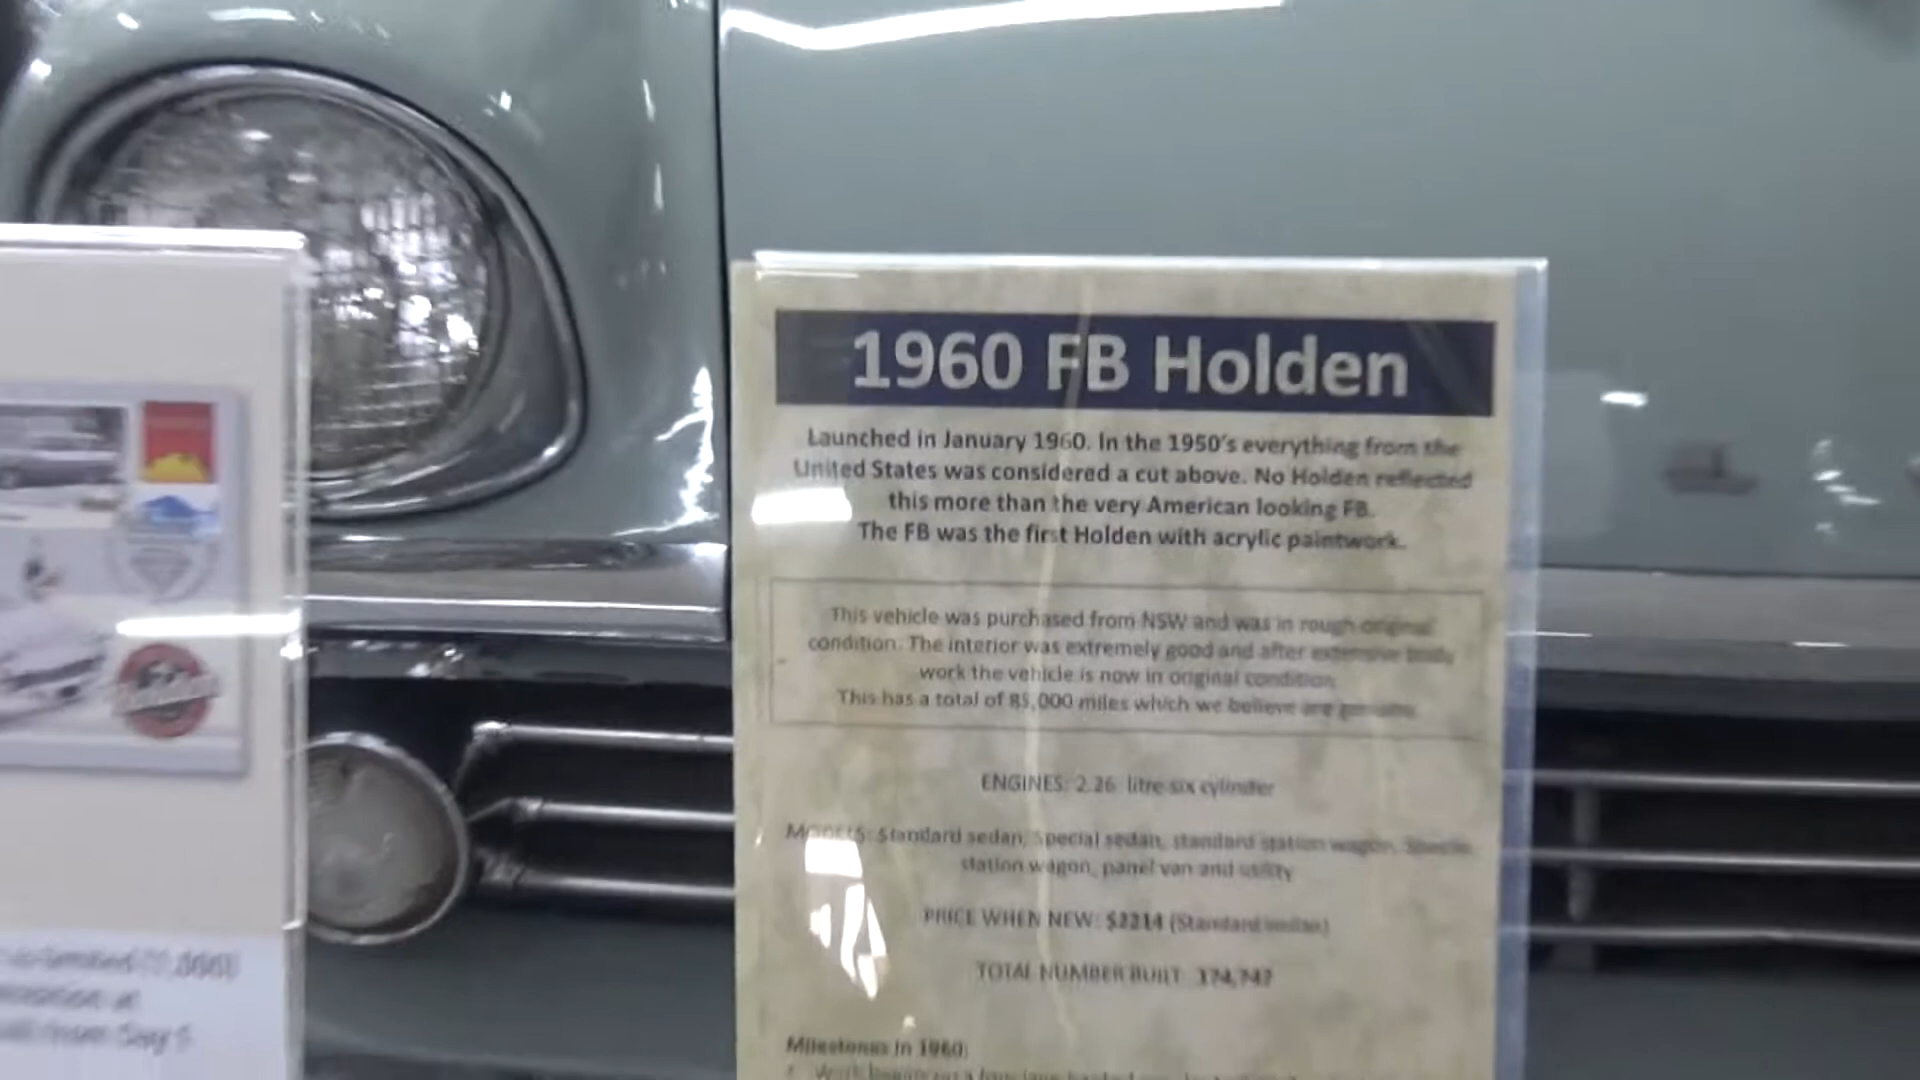 1960 FB Holden
Launched in January 1960. In the 1950's everything from the
United States was considered a cut above. No Holden reflected
this more than the very American looking FB.
The FB was the first Holden with acrylic paintwork.
This vehicle was purchased from NSW and was in rough original
condition. The interior was extremely good and after extensive body
work the vehicle is now in original condition.
This has a total of 85,000 miles which we believe are genuine.
ENGINES: 2.26 litre six cylinder
MODELS: Standard sedan, Special sedan, standard station wagon, Special
station wagon, panel van and utility
PRICE WHEN NEW: $2214 (Standard sedan)
TOTAL NUMBER BUILT: 174,747
Milestones in 1960: